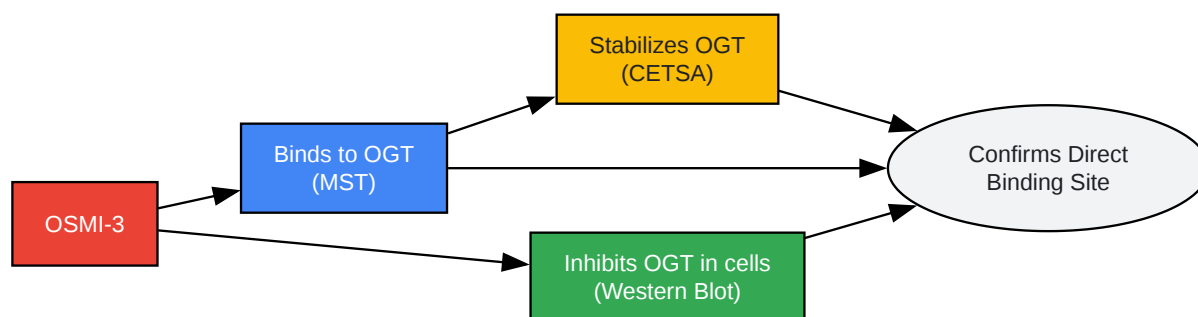 OSMI-3
Binds to OGT
(MST)
Stabilizes OGT
(CETSA)
Inhibits OGT in cells
(Western Blot)
Confirms Direct
Binding Site